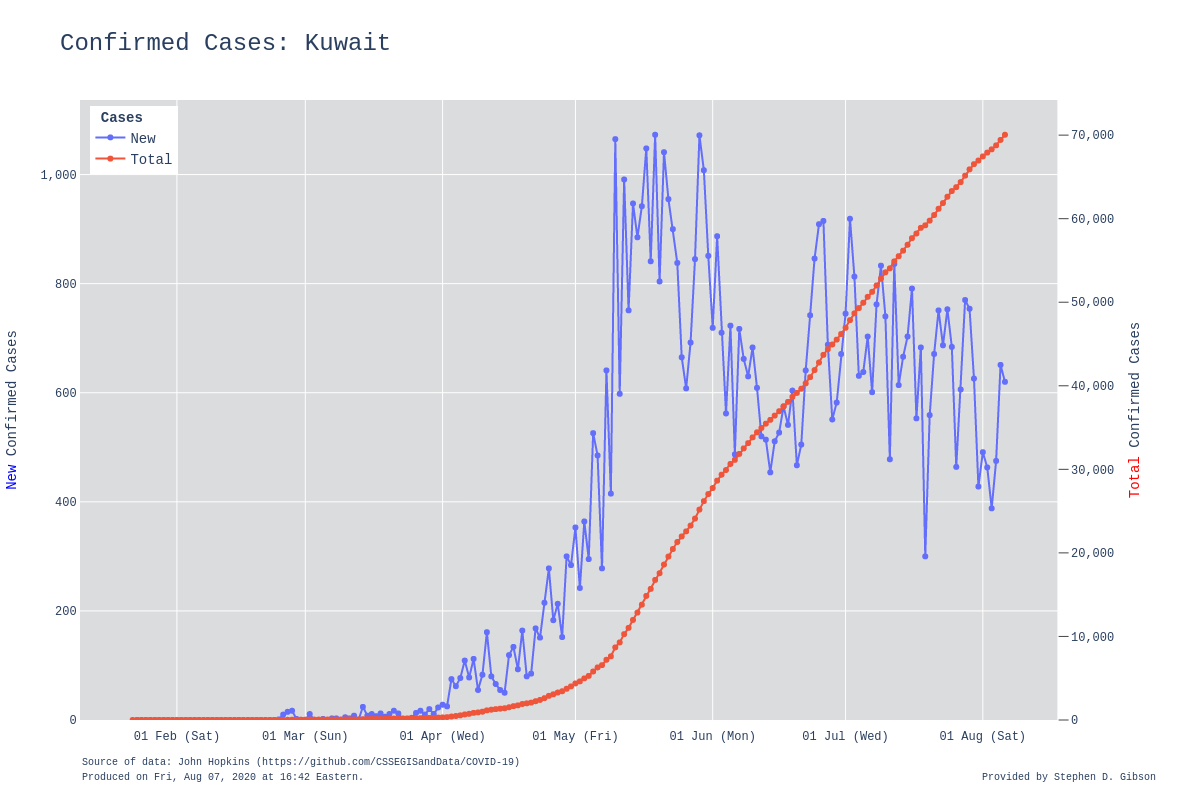 Confirmed Cases: Kuwait
Cases
New
Total
1,000
800
600
400
200
0
New Confirmed Cases
70,000
60,000
50,000
40,000
30,000
20,000
10,000
0
Total Confirmed Cases
01 Feb (Sat) 01 Mar (Sun) 01 Apr (Wed) 01 May (Fri) 01 Jun (Mon) 01 Jul (Wed) 01 Aug (Sat)
Source of data: John Hopkins (https://github.com/CSSEGISandData/COVID-19)
Produced on Fri, Aug 07, 2020 at 16:42 Eastern.
Provided by Stephen D. Gibson